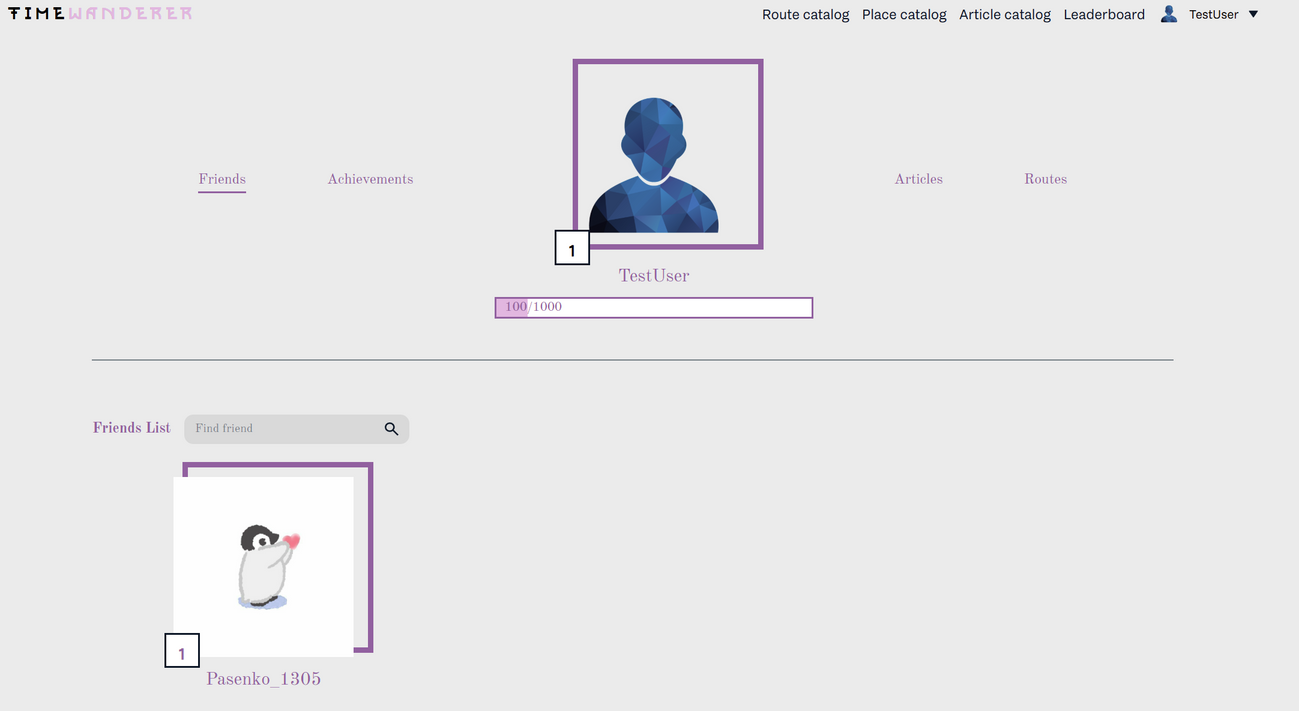 TIMEWANDERER
Route catalog Place catalog Article catalog Leaderboard TestUser
Friends Achievements Articles Routes
1
TestUser
100/1000
Friends List Find friend
1
Pasenko_1305